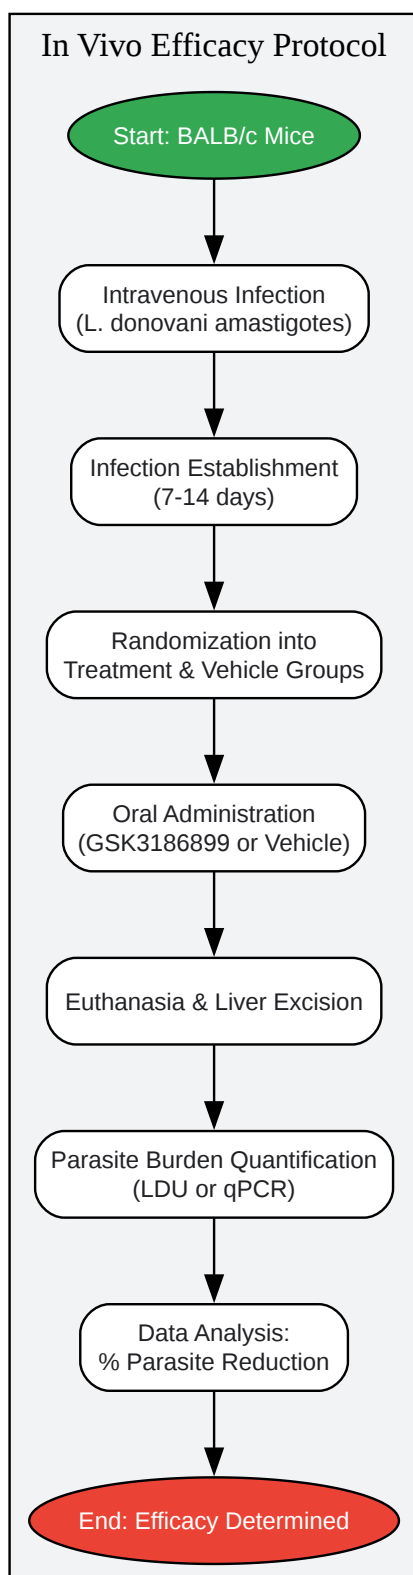 In Vivo Efficacy Protocol
Start: BALB/c Mice
Intravenous Infection
(L. donovani amastigotes)
Infection Establishment
(7-14 days)
Randomization into
Treatment & Vehicle Groups
Oral Administration
(GSK3186899 or Vehicle)
Euthanasia & Liver Excision
Parasite Burden Quantification
(LDU or qPCR)
Data Analysis:
% Parasite Reduction
End: Efficacy Determined